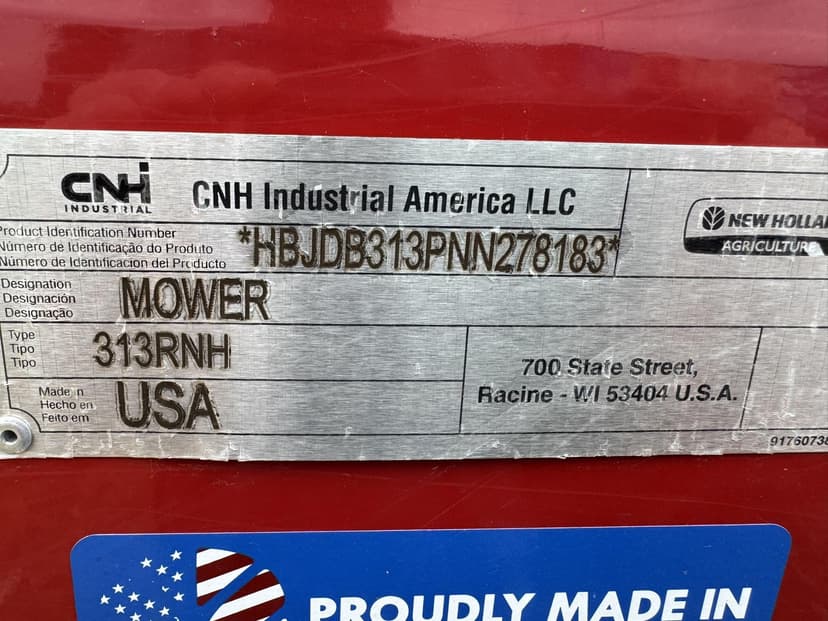 CNH
INDUSTRIAL
CNH Industrial America LLC
NEW HOLLAN
AGRICULTURE
Product Identification Number
Número de Identificação do Produto
Número de Identificacion del Producto
*HBJDB313PNN278183*
Designation
Designación
Designação
MOWER
Type
Tipo
Tipo
313RNH
700 State Street,
Racine - WI 53404 U.S.A.
Made in
Hecho en
Feito em
USA
9176073
PROUDLY MADE IN